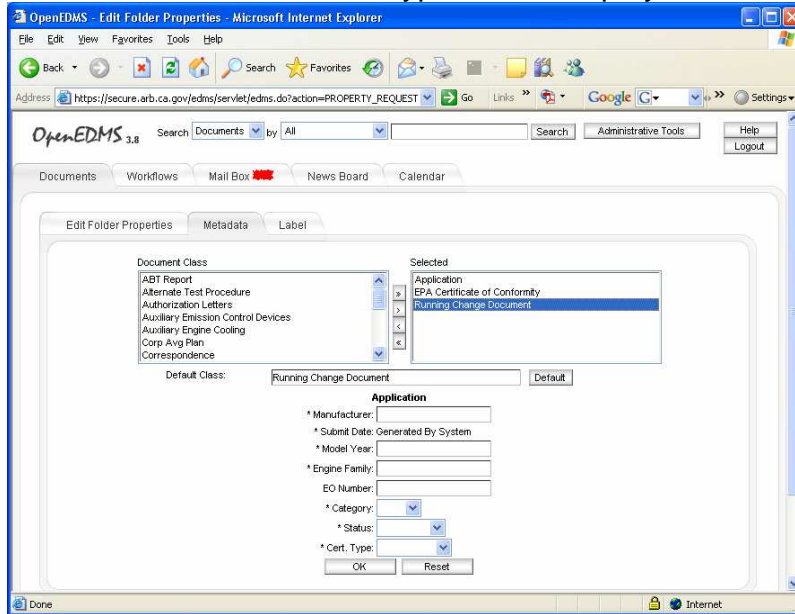 OpenEDMS - Edit Folder Properties - Microsoft Internet Explorer
File Edit View Favorites Tools Help
Back Search Favorites
Address https://secure.arb.ca.gov/edms/servlet/edms.do?action=PROPERTY_REQUEST Go Links » Google G » Settings
OpenEDMS 3.8 Search Documents by All Search Administrative Tools Help
Logout
Documents Workflows Mail Box News Board Calendar
Edit Folder Properties Metadata Label
Document Class Selected
ABT Report Application
Alternate Test Procedure » EPA Certificate of Conformity
Authorization Letters > Running Change Document
Auxiliary Emission Control Devices
Auxiliary Engine Cooling <
Corp Avg Plan «
Correspondence
Default Class: Running Change Document Default
Application
* Manufacturer:
* Submit Date: Generated By System
* Model Year:
* Engine Family:
EO Number:
* Category:
* Status:
* Cert. Type:
OK Reset
Done Internet